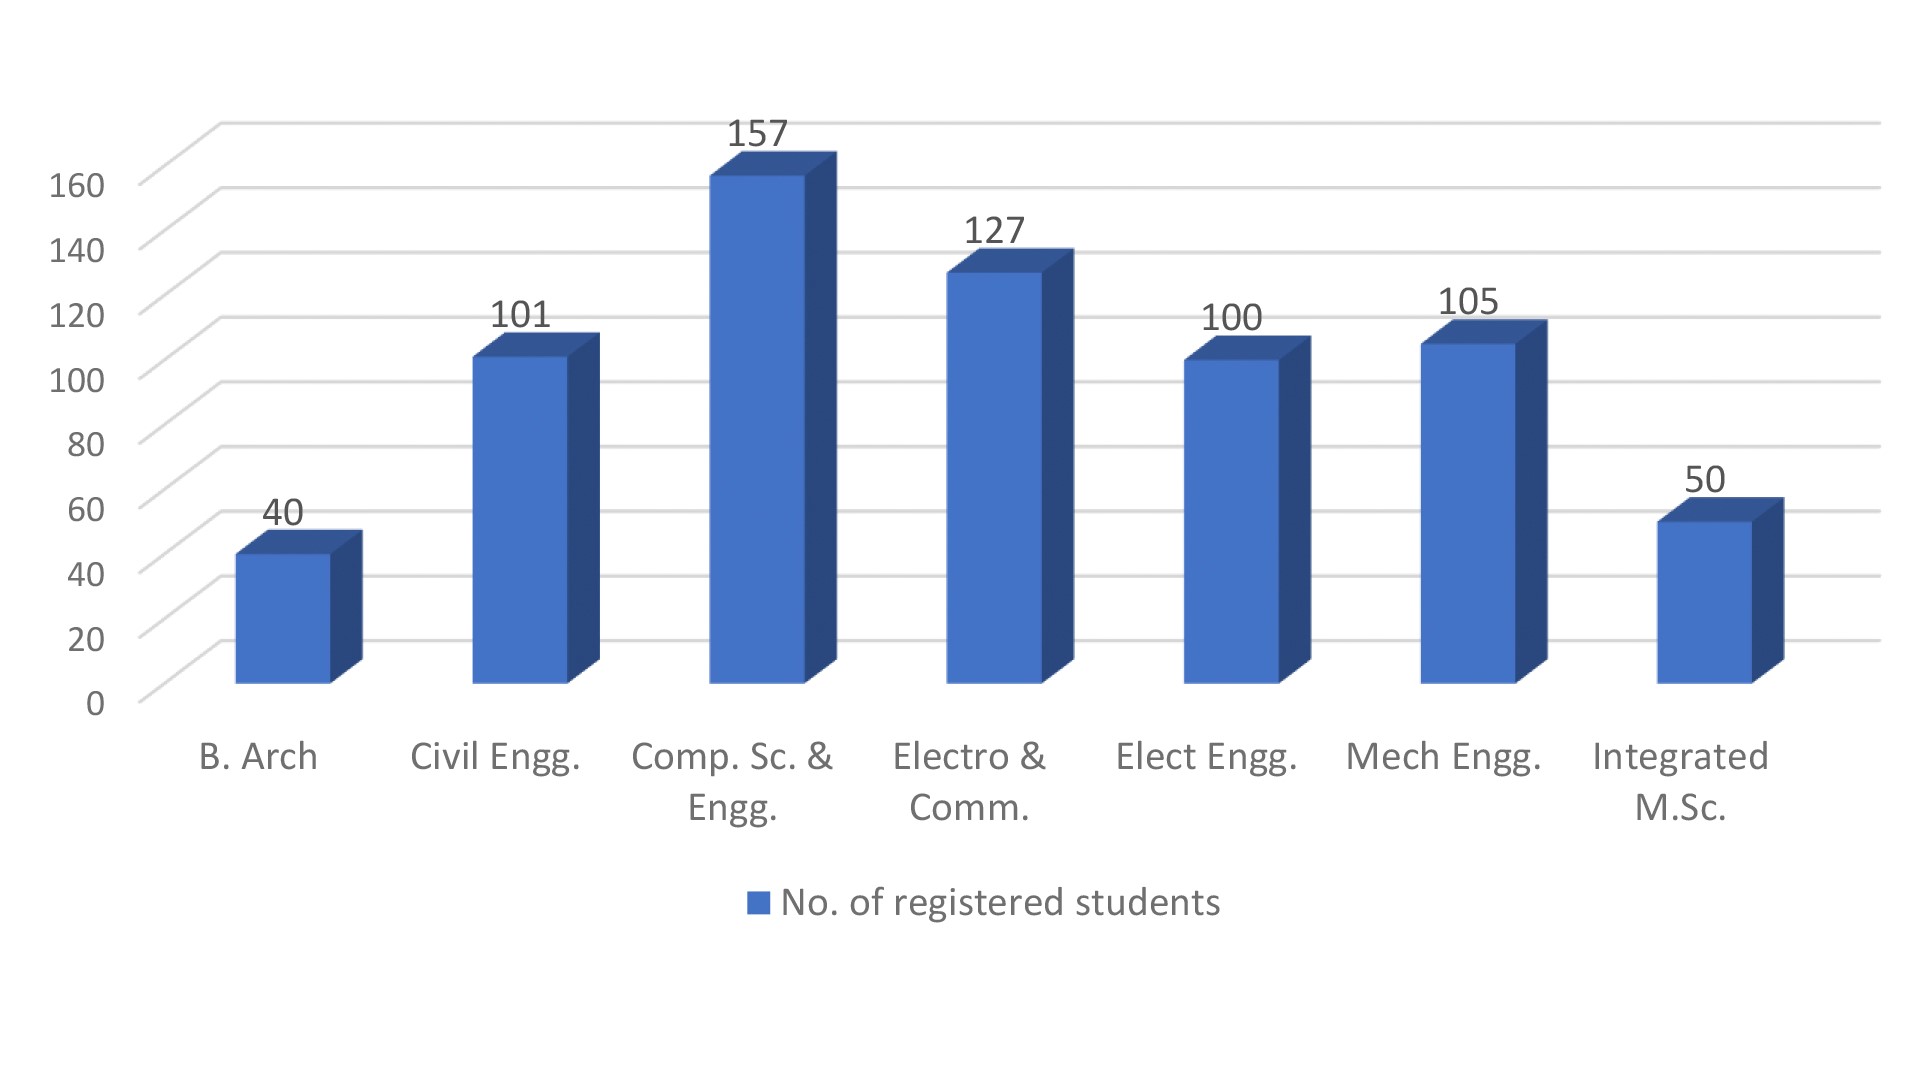 160
140
120
100
80
60
40
20
0
40
101
157
127
100
105
50
B. Arch
Civil Engg.
Comp. Sc. &
Engg.
Electro &
Comm.
Elect Engg.
Mech Engg.
Integrated
M.Sc.
No. of registered students